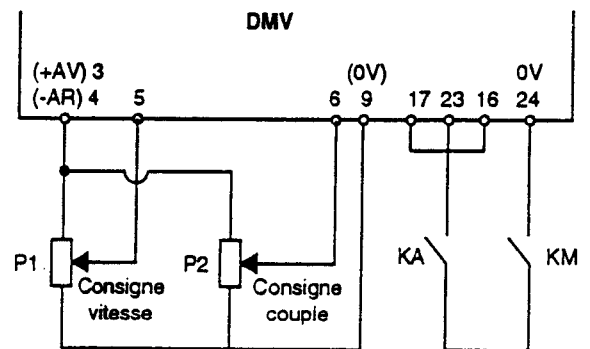 DMV
(+AV) 3
(-AR) 4
5
6
(0V)
9
17
23
16
0V
24
P1
Consigne
vitesse
P2
Consigne
couple
KA
KM